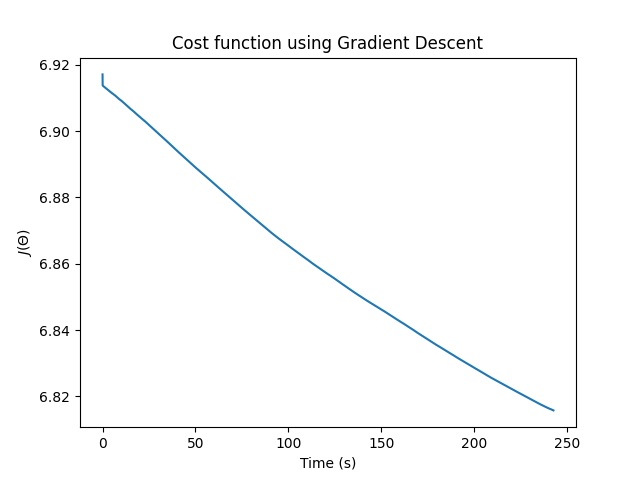 Cost function using Gradient Descent
6.92
6.90
6.88
6.86
6.84
6.82
J(Θ)
0 50 100 150 200 250
Time (s)